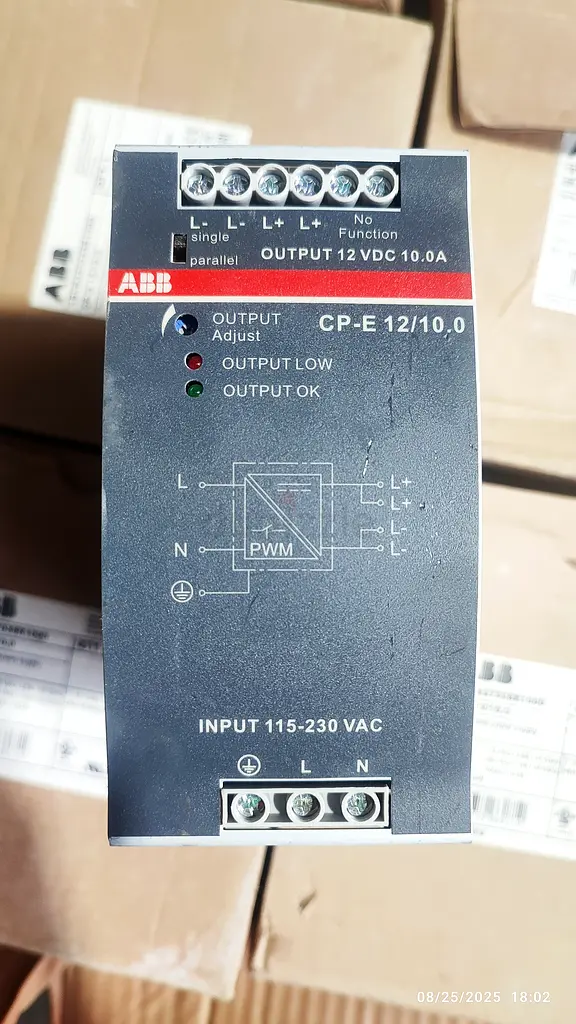 L- L- L+ L+ No
Function
single
parallel
OUTPUT 12 VDC 10.0A
ABB
OUTPUT
Adjust
CP-E 12/10.0
OUTPUT LOW
OUTPUT OK
L
L+
L+
L-
N
PWM
L-
INPUT 115-230 VAC
L N
ABB
08/25/2025 18:02